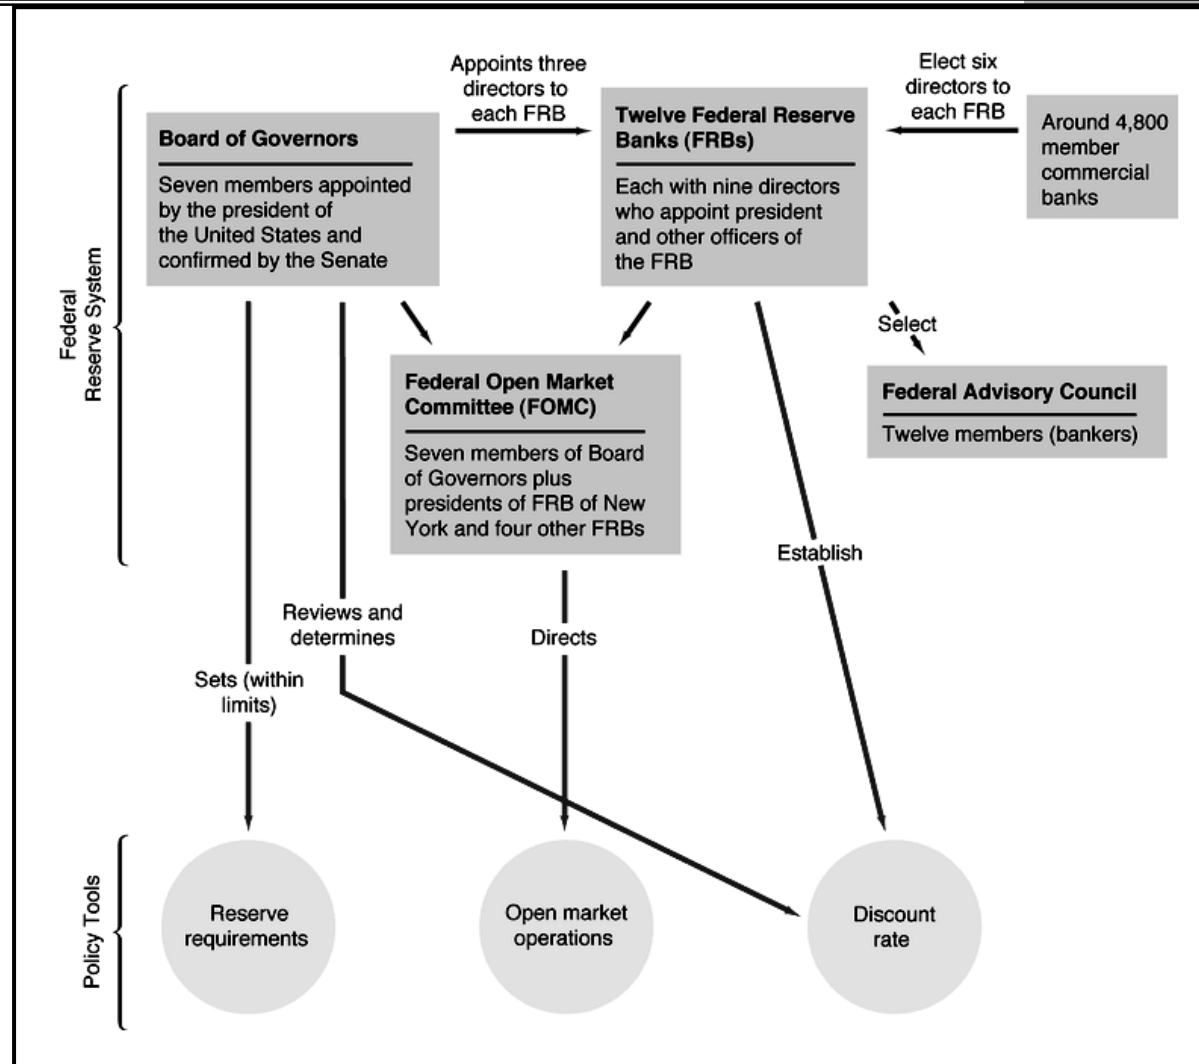 Appoints three
directors to
each FRB
Elect six
directors to
each FRB
Board of Governors
Seven members appointed
by the president of
the United States and
confirmed by the Senate
Twelve Federal Reserve
Banks (FRBs)
Each with nine directors
who appoint president
and other officers of
the FRB
Around 4,800
member
commercial
banks
Federal
Reserve System
Select
Federal Open Market
Committee (FOMC)
Seven members of Board
of Governors plus
presidents of FRB of New
York and four other FRBs
Federal Advisory Council
Twelve members (bankers)
Establish
Reviews and
determines
Directs
Sets (within
limits)
Policy Tools
Reserve
requirements
Open market
operations
Discount
rate